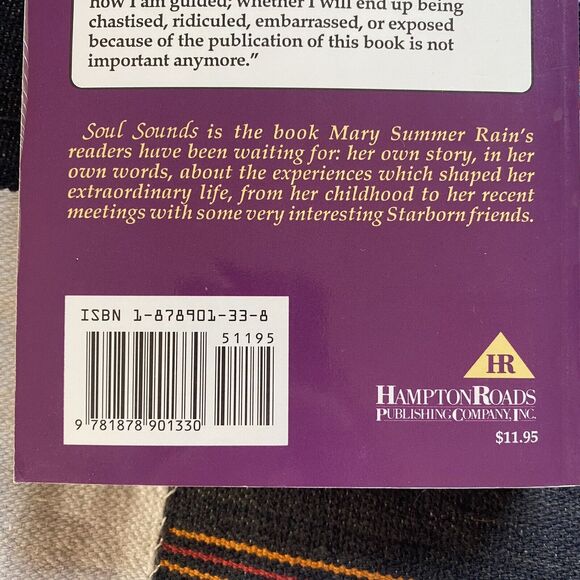 how I am guided; whether I will end up being
chastised, ridiculed, embarrassed, or exposed
because of the publication of this book is not
important anymore.”
Soul Sounds is the book Mary Summer Rain's
readers have been waiting for: her own story, in her
own words, about the experiences which shaped her
extraordinary life, from her childhood to her recent
meetings with some very interesting Starborn friends.
ISBN 1-878901-33-8
51195
9 781878 901330
HR
HAMPTON ROADS
PUBLISHING COMPANY, INC.
$11.95